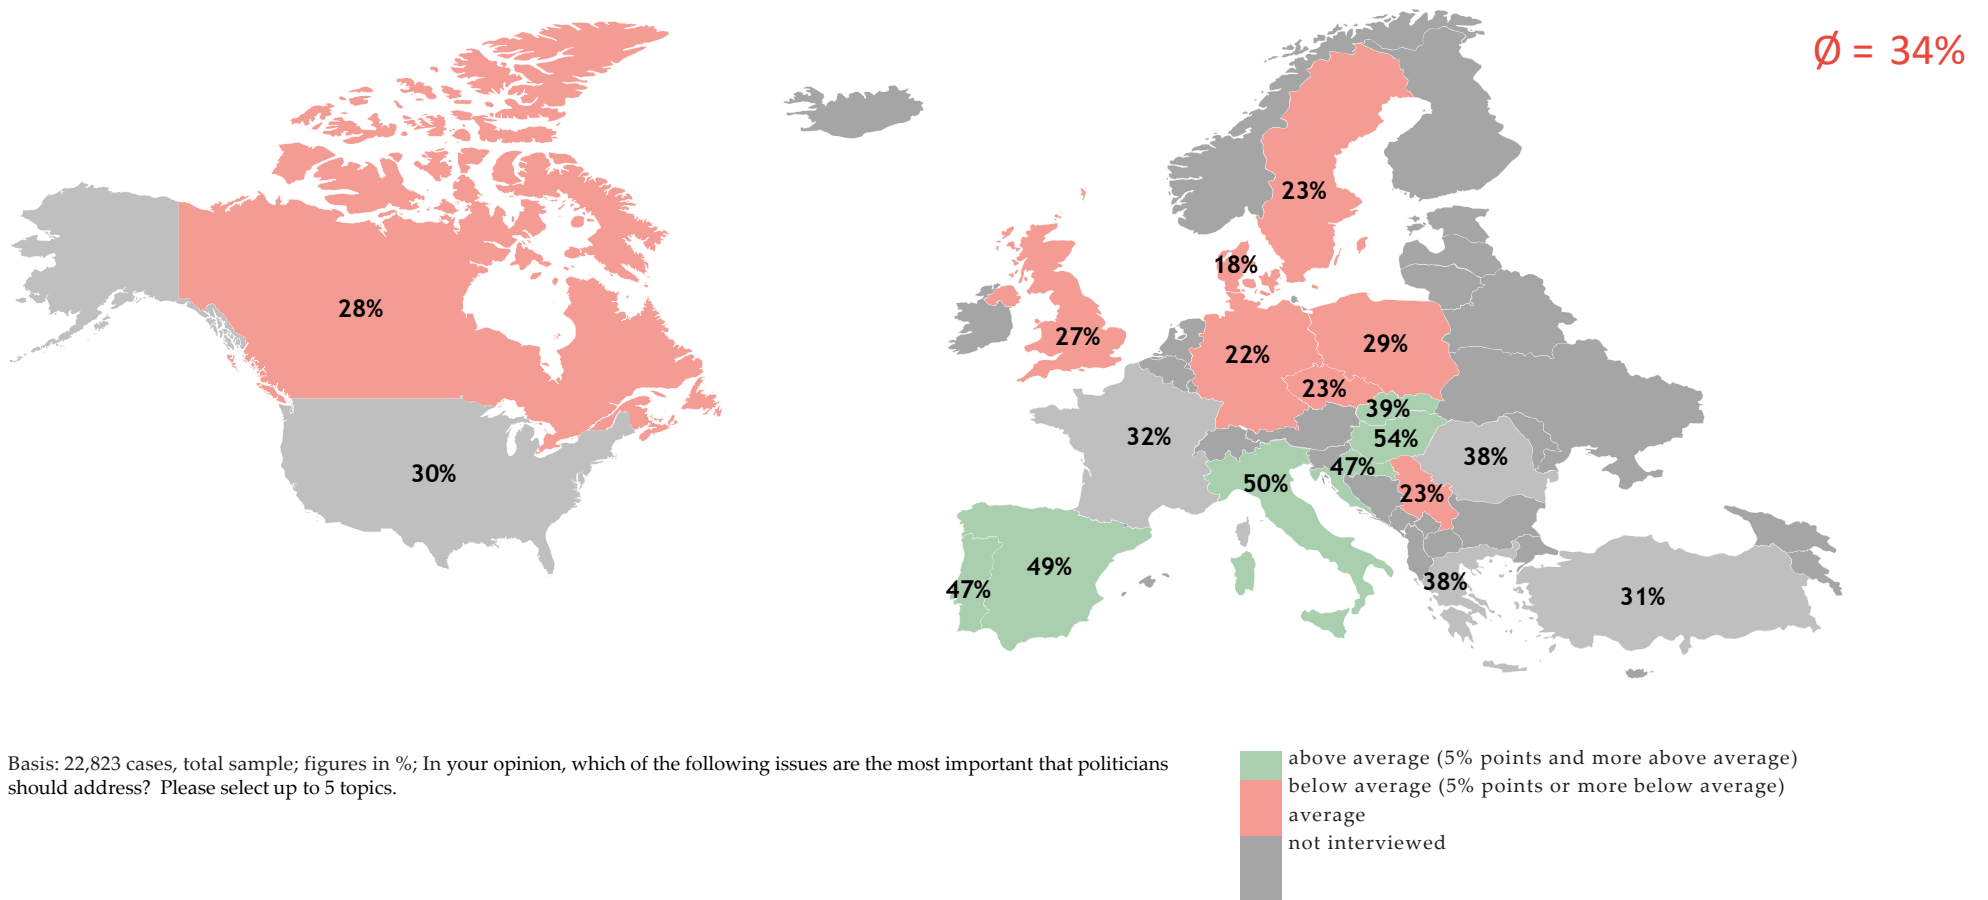 Ø = 34%
23%
18%
28%
27%
29%
22%
23%
39%
32%
54%
38%
47%
30%
50%
23%
49%
38%
47%
31%
Basis: 22,823 cases, total sample; figures in %; In your opinion, which of the following issues are the most important that politicians
should address? Please select up to 5 topics.
above average (5% points and more above average)
below average (5% points or more below average)
average
not interviewed